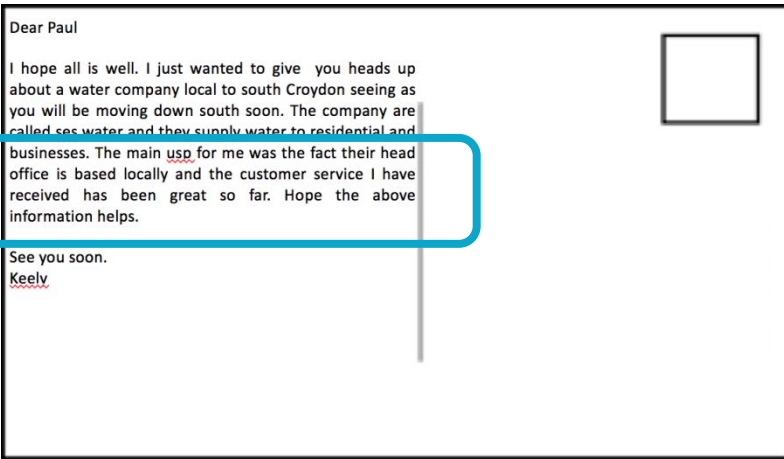 Dear Paul
I hope all is well. I just wanted to give  you heads up
about a water company local to south Croydon seeing as
you will be moving down south soon. The company are
called ses water and they supply water to residential and
businesses. The main usp for me was the fact their head
office is based locally and the customer service I have
received has been great so far. Hope the above
information helps.
See you soon.
Keely